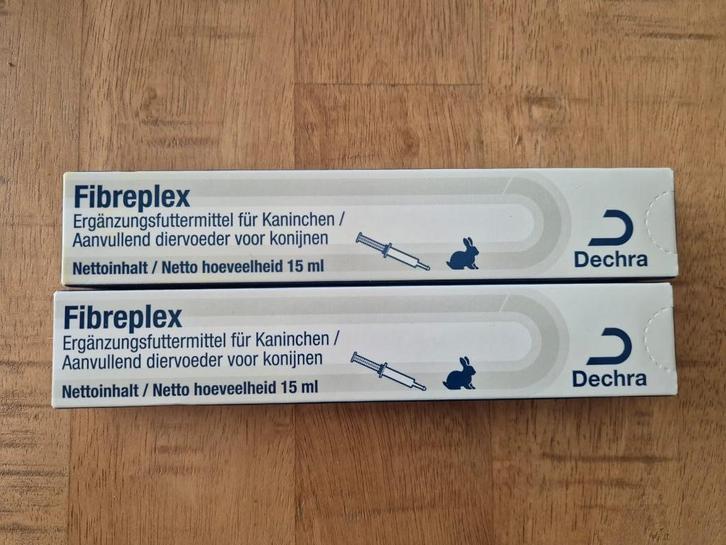 Fibreplex
Ergänzungsfuttermittel für Kaninchen /
Aanvullend diervoeder voor konijnen
Nettoinhalt / Netto hoeveelheid 15 ml
Dechra
Fibreplex
Ergänzungsfuttermittel für Kaninchen /
Aanvullend diervoeder voor konijnen
Nettoinhalt / Netto hoeveelheid 15 ml
Dechra